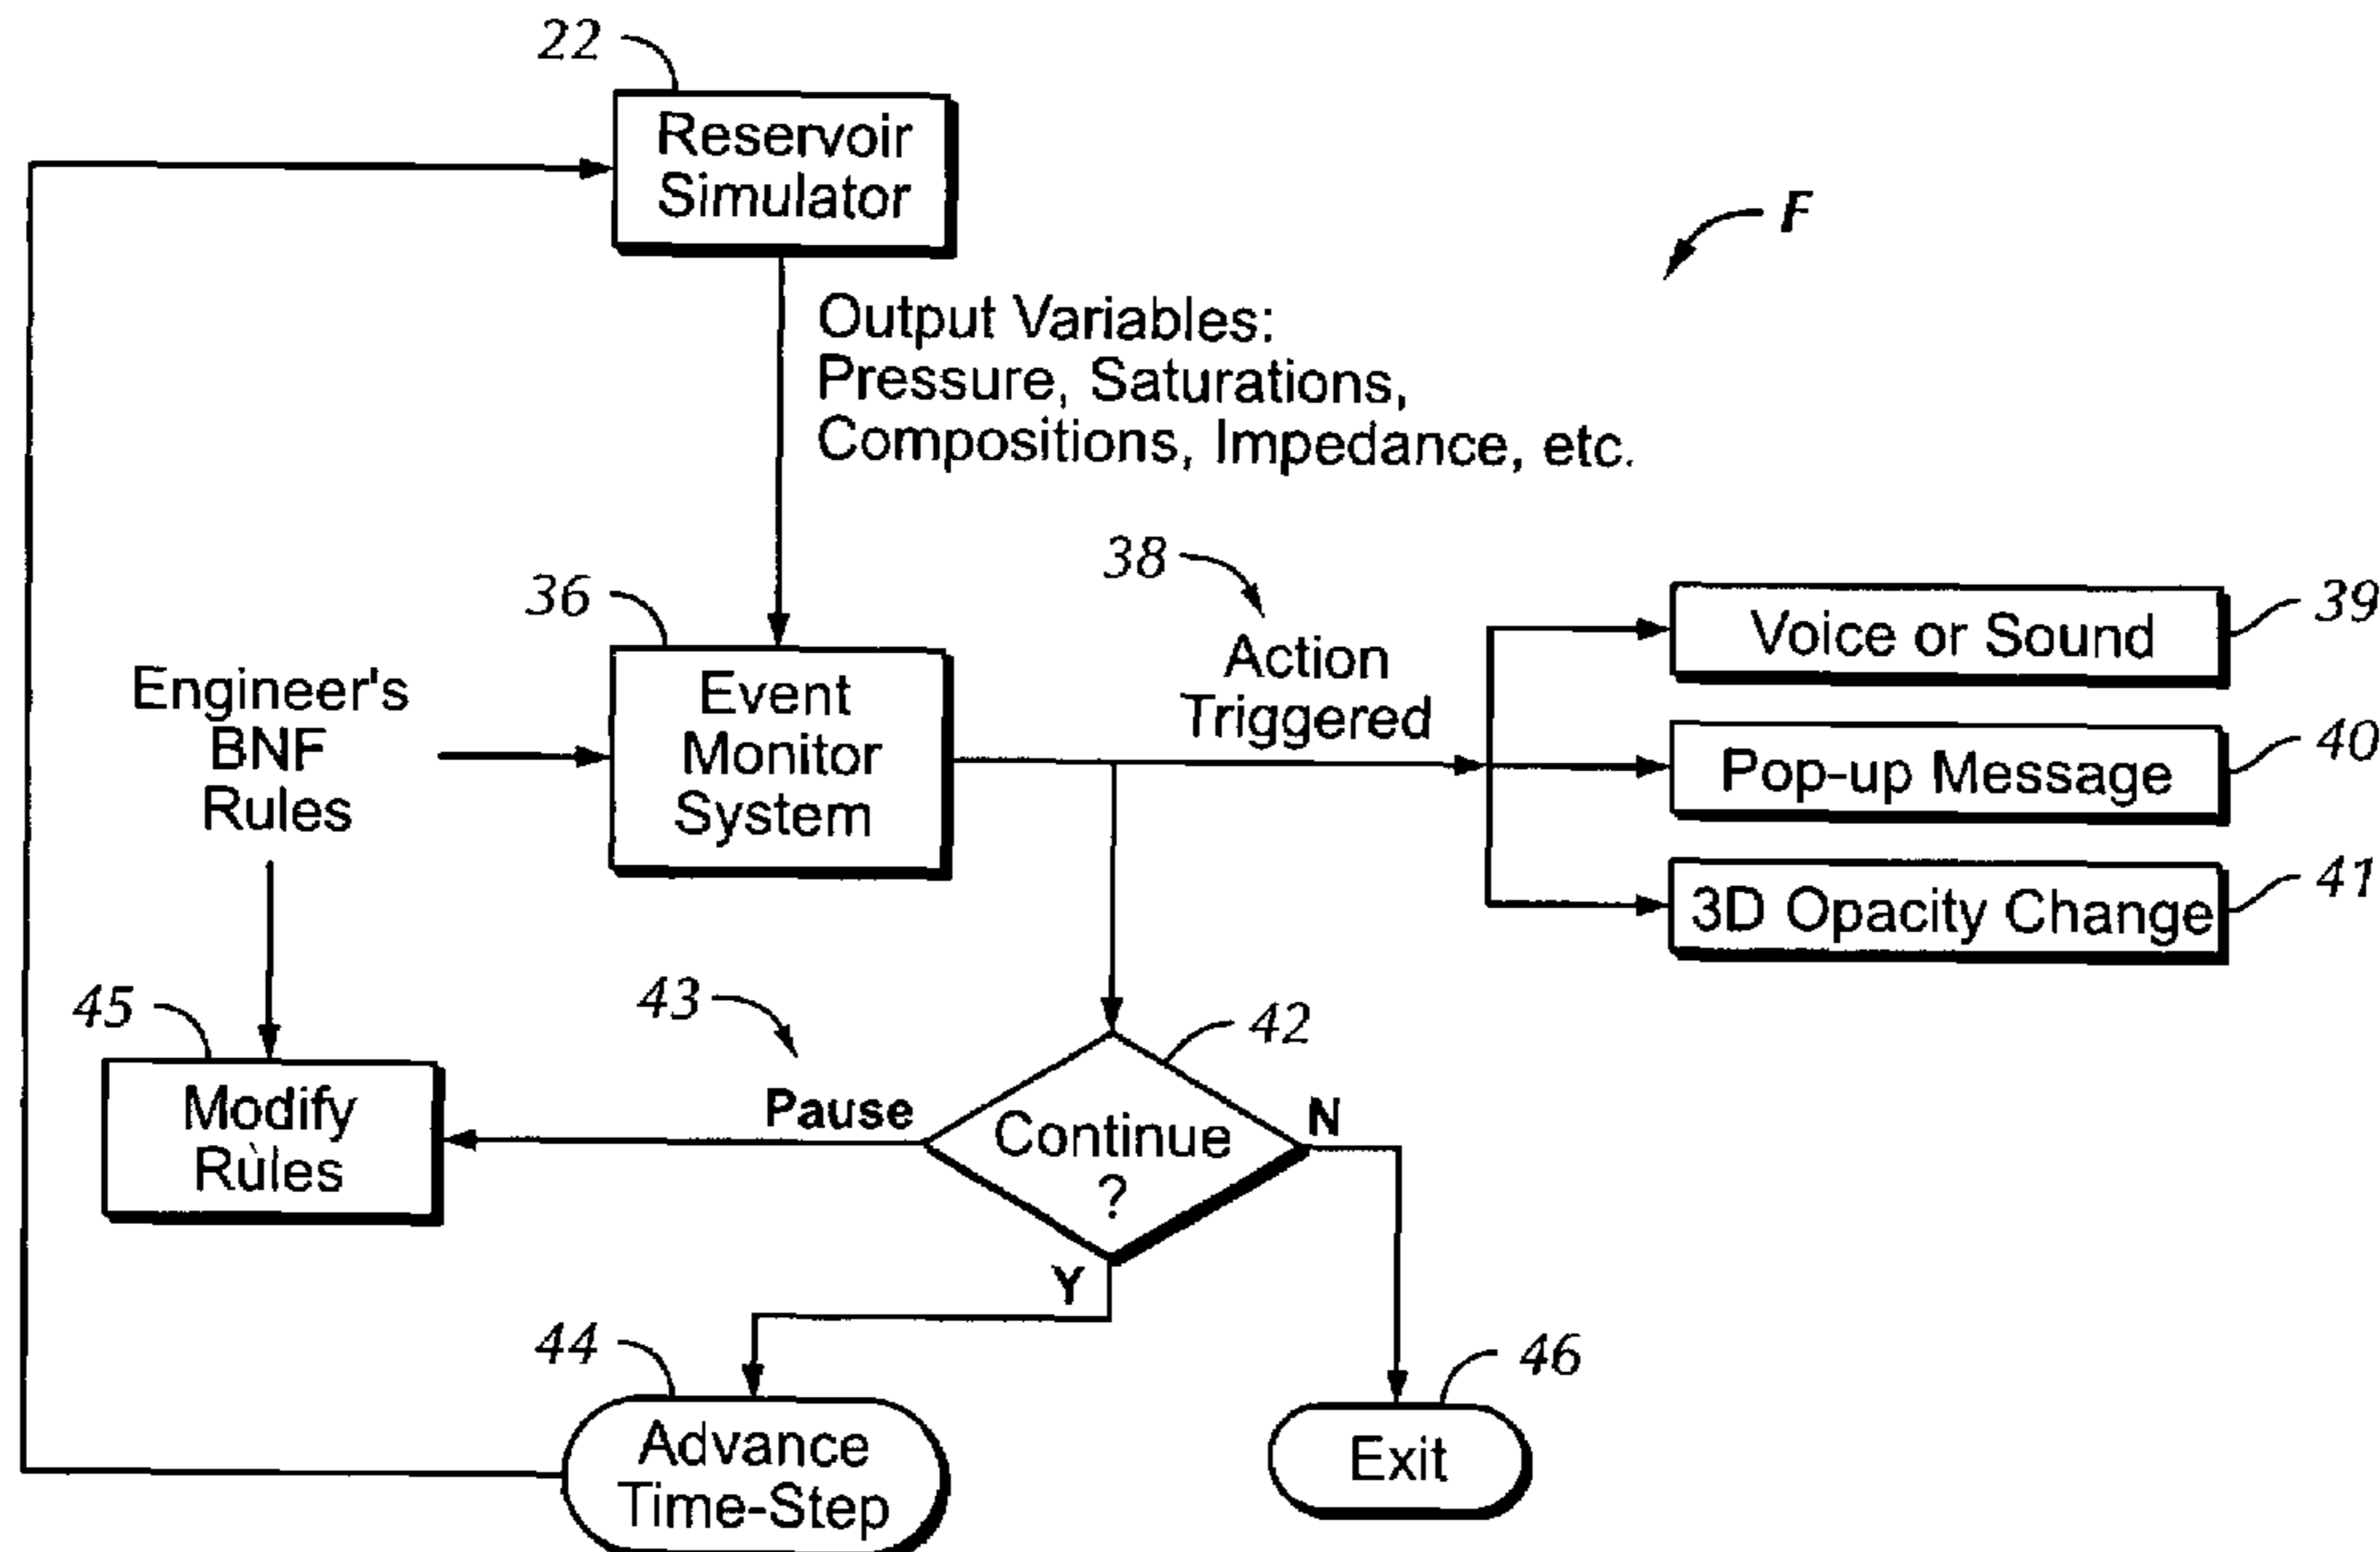 22
Reservoir
Simulator
F
Output Variables:
Pressure, Saturations,
Compositions, Impedance, etc.
38
36
39
Action
Triggered
Voice or Sound
Engineer's
BNF
Rules
Event
Monitor
System
40
Pop-up Message
41
3D Opacity Change
45
43
42
Modify
Rules
Pause
Continue
?
N
Y
44
46
Advance
Time-Step
Exit